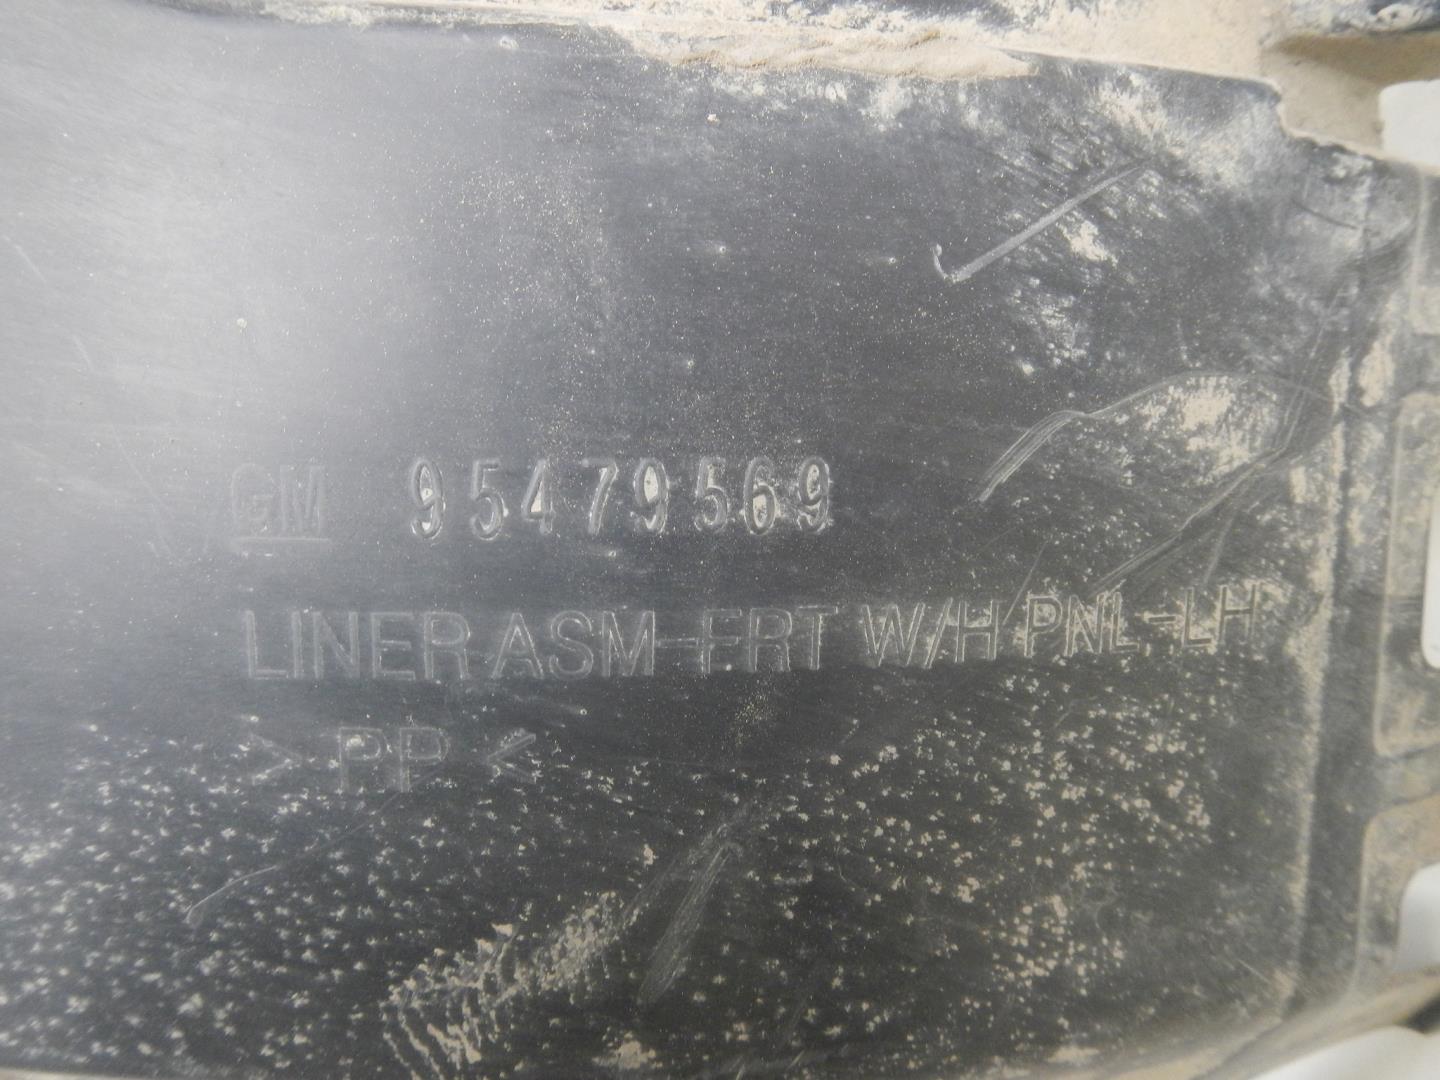 GM 95479569
LINER ASM-FRT W/H PNL-LH
>PP<